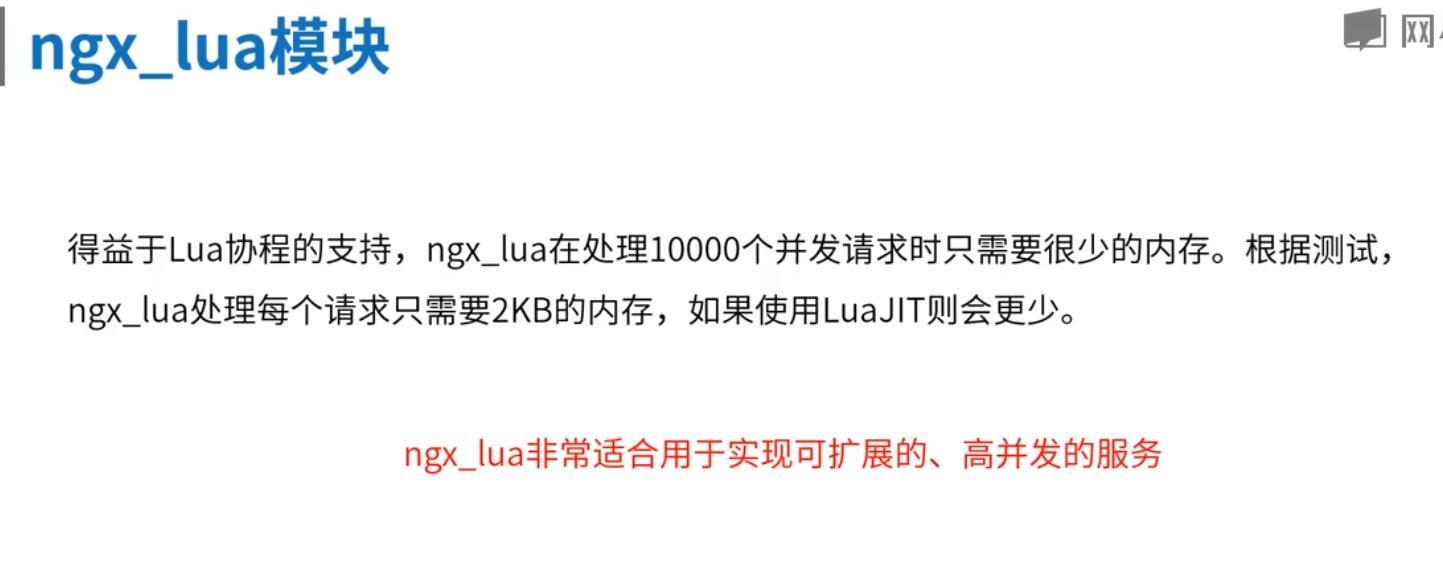 ngx_lua模块
网
得益于Lua协程的支持，ngx_lua在处理10000个并发请求时只需要很少的内存。根据测试，
ngx_lua处理每个请求只需要2KB的内存，如果使用LuaJIT则会更少。
ngx_lua非常适合用于实现可扩展的、高并发的服务